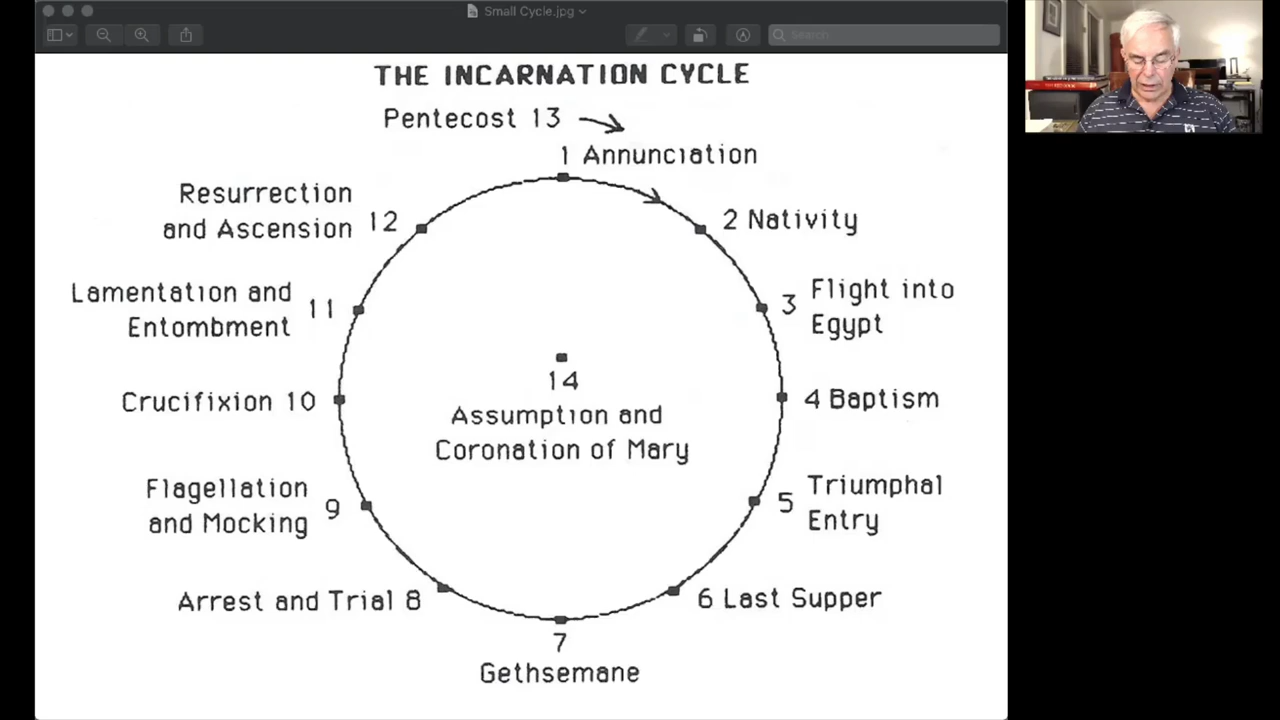 Small Cycle.jpg
Search
THE INCARNATION CYCLE
Pentecost 13
1 Annunciation
2 Nativity
3 Flight into
Egypt
4 Baptism
5 Triumphal
Entry
6 Last Supper
7
Gethsemane
Arrest and Trial 8
Flagellation
and Mocking 9
Crucifixion 10
Lamentation and
Entombment 11
Resurrection
and Ascension 12
14
Assumption and
Coronation of Mary